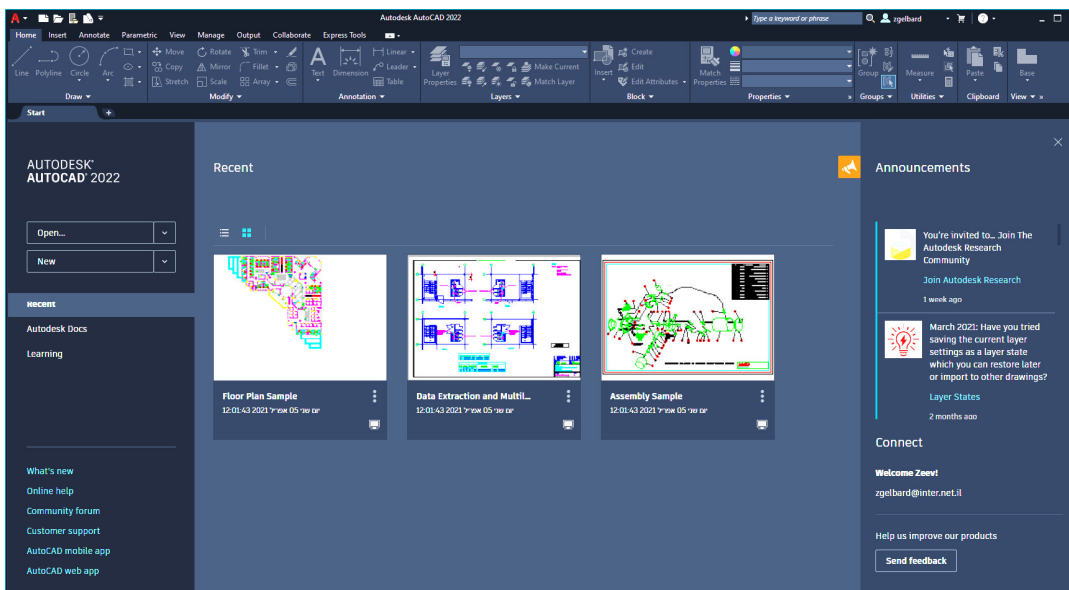 Autodesk AutoCAD 2022
Type a keyword or phrase
zgelbard
Home Insert Annotate Parametric View Manage Output Collaborate Express Tools
Line Polyline Circle Arc
Draw
Move
Copy
Stretch
Rotate
Mirror
Scale
Trim
Fillet
Array
Modify
Text Dimension
Linear
Leader
Table
Annotation
Layer
Properties
Make Current
Match Layer
Layers
Insert
Create
Edit
Edit Attributes
Block
Match
Properties
Properties
Group
Groups
Measure
Utilities
Paste
Clipboard
Base
View
Start
AUTODESK®
AUTOCAD® 2022
Open...
New
Recent
Autodesk Docs
Learning
What's new
Online help
Community forum
Customer support
AutoCAD mobile app
AutoCAD web app
Recent
Floor Plan Sample
יום שני 05 אפריל 2021 12:01:43
Data Extraction and Multil...
יום שני 05 אפריל 2021 12:01:43
Assembly Sample
יום שני 05 אפריל 2021 12:01:43
Announcements
You're invited to... Join The
Autodesk Research
Community
Join Autodesk Research
1 week ago
March 2021: Have you tried
saving the current layer
settings as a layer state
which you can restore later
or import to other drawings?
Layer States
2 months ago
Connect
Welcome Zeev!
zgelbard@inter.net.il
Help us improve our products
Send feedback